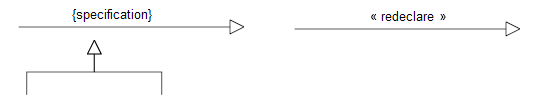 {specification}
« redeclare »